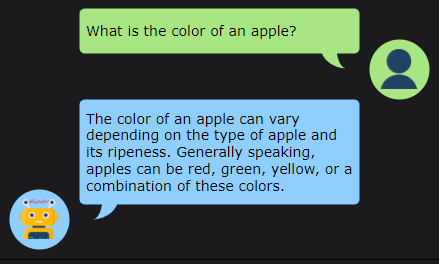 What is the color of an apple?
The color of an apple can vary
depending on the type of apple and
its ripeness. Generally speaking,
apples can be red, green, yellow, or a
combination of these colors.